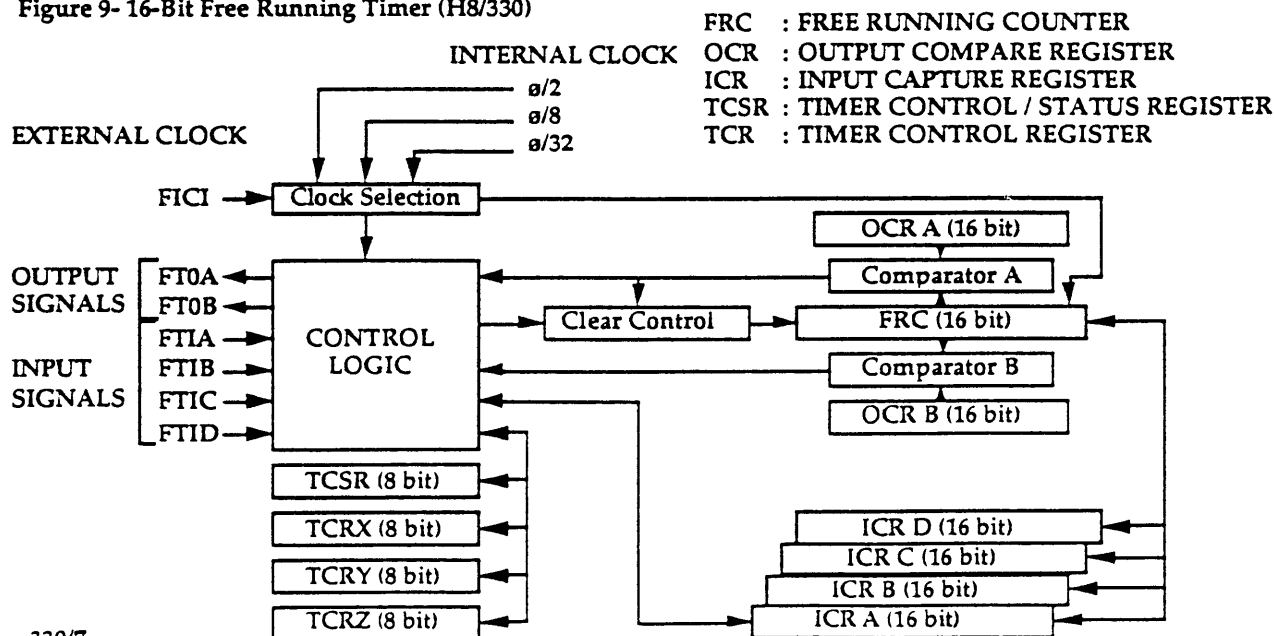 Figure 9- 16-Bit Free Running Timer (H8/330)
FRC : FREE RUNNING COUNTER
INTERNAL CLOCK
OCR : OUTPUT COMPARE REGISTER
ICR : INPUT CAPTURE REGISTER
TCSR : TIMER CONTROL / STATUS REGISTER
TCR : TIMER CONTROL REGISTER
ø/2
ø/8
ø/32
EXTERNAL CLOCK
FICI
Clock Selection
OCR A (16 bit)
OUTPUT
SIGNALS
FT0A
FT0B
Comparator A
Clear Control
FRC (16 bit)
CONTROL
LOGIC
INPUT
SIGNALS
FTIA
FTIB
FTIC
FTID
Comparator B
OCR B (16 bit)
TCSR (8 bit)
TCRX (8 bit)
TCRY (8 bit)
TCRZ (8 bit)
ICR D (16 bit)
ICR C (16 bit)
ICR B (16 bit)
ICR A (16 bit)